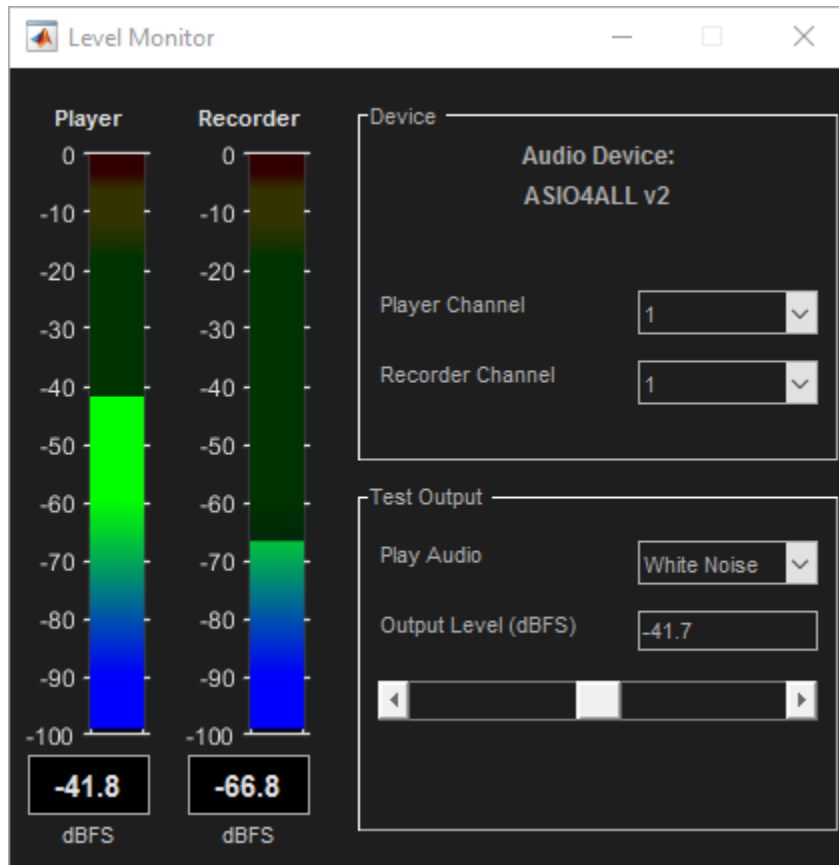 Level Monitor
Player
0
-10
-20
-30
-40
-50
-60
-70
-80
-90
-100
-41.8
dBFS
Recorder
0
-10
-20
-30
-40
-50
-60
-70
-80
-90
-100
-66.8
dBFS
Device
Audio Device:
ASIO4ALL v2
Player Channel 1
Recorder Channel 1
Test Output
Play Audio White Noise
Output Level (dBFS) -41.7